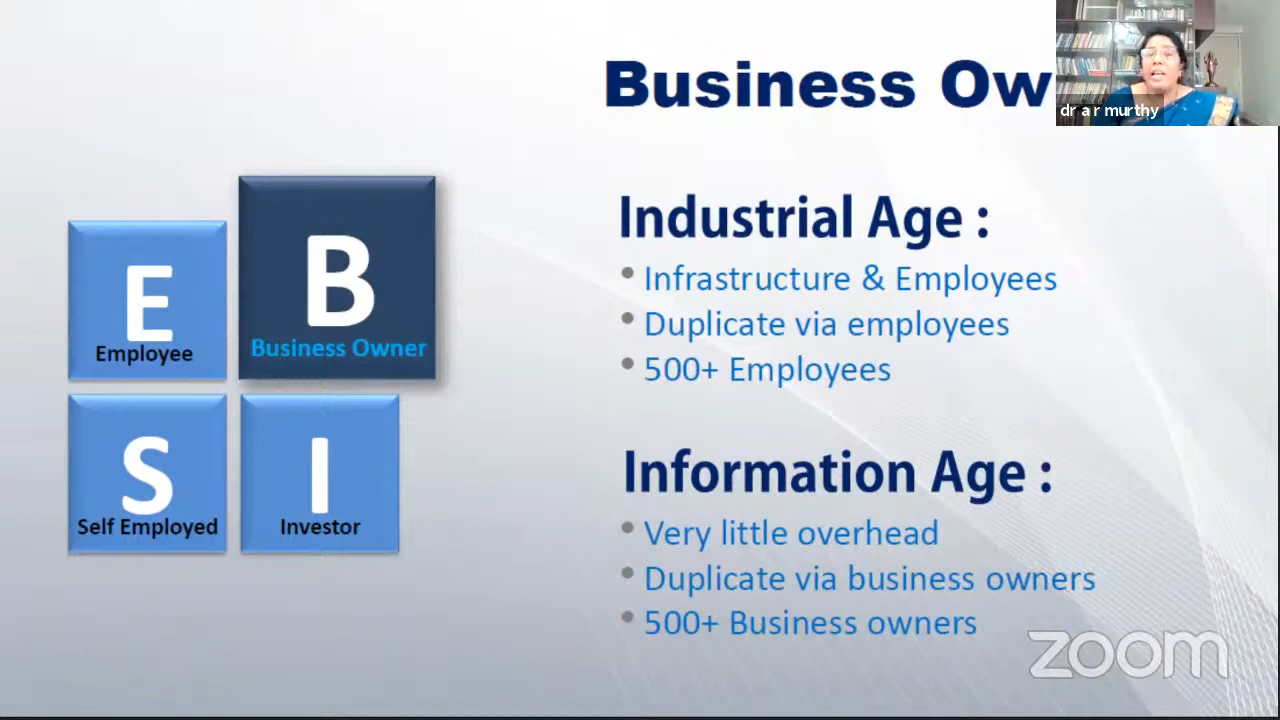 Business Ow
dr a r murthy
E
Employee
B
Business Owner
S
Self Employed
I
Investor
Industrial Age :
• Infrastructure & Employees
• Duplicate via employees
• 500+ Employees
Information Age :
• Very little overhead
• Duplicate via business owners
• 500+ Business owners
zoom